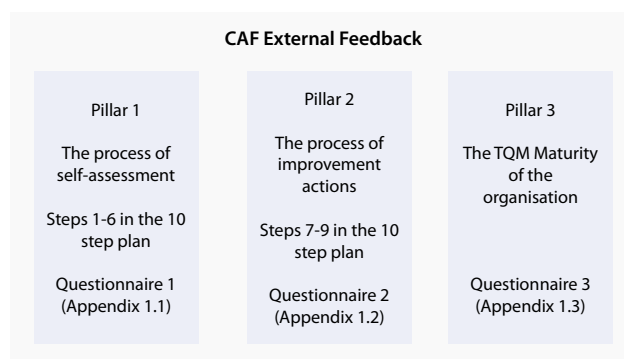 CAF External Feedback
Pillar 1
The process of
self-assessment
Steps 1-6 in the 10
step plan
Questionnaire 1
(Appendix 1.1)
Pillar 2
The process of
improvement
actions
Steps 7-9 in the 10
step plan
Questionnaire 2
(Appendix 1.2)
Pillar 3
The TQM Maturity
of the
organisation
Questionnaire 3
(Appendix 1.3)